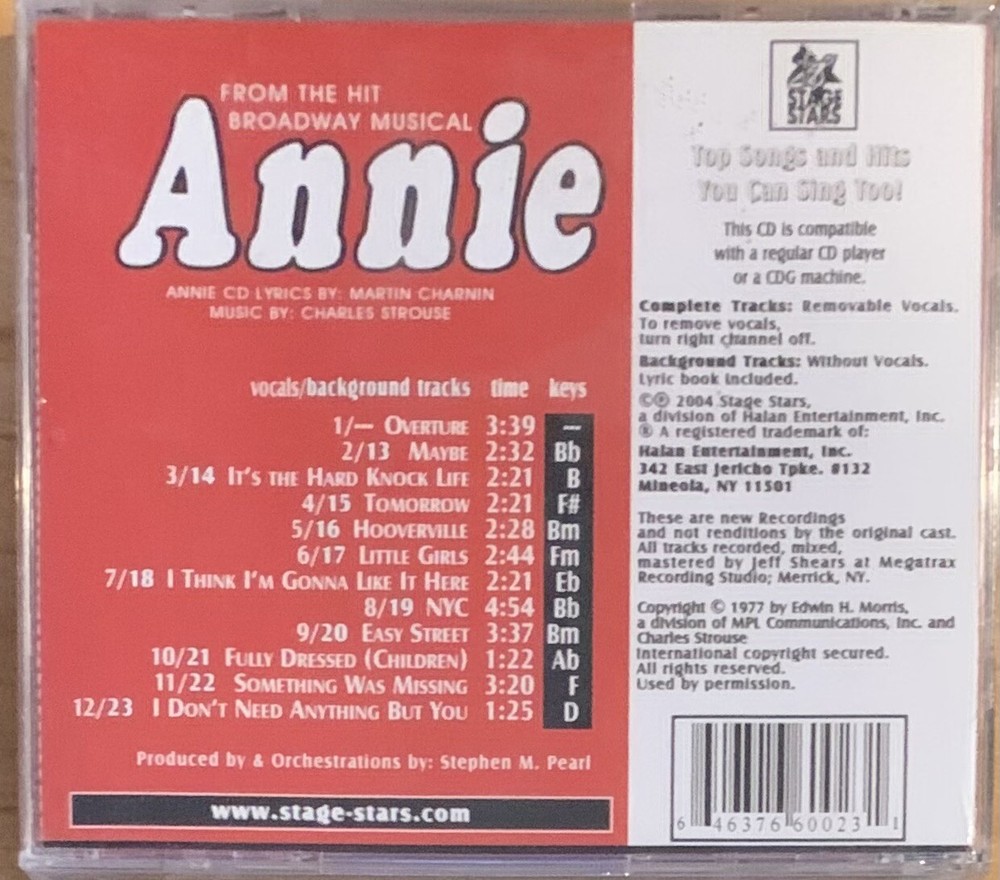 FROM THE HIT
BROADWAY MUSICAL
Annie
ANNIE CD LYRICS BY: MARTIN CHARNIN
MUSIC BY: CHARLES STROUSE
vocals/background tracks time keys
1/— OVERTURE 3:39 —
2/13 MAYBE 2:32 Bb
3/14 IT'S THE HARD KNOCK LIFE 2:21 B
4/15 TOMORROW 2:21 F#
5/16 HOOVERVILLE 2:28 Bm
6/17 LITTLE GIRLS 2:44 Fm
7/18 I THINK I'M GONNA LIKE IT HERE 2:21 Eb
8/19 NYC 4:54 Bb
9/20 EASY STREET 3:37 Bm
10/21 FULLY DRESSED (CHILDREN) 1:22 Ab
11/22 SOMETHING WAS MISSING 3:20 F
12/23 I DON'T NEED ANYTHING BUT YOU 1:25 D
Produced by & Orchestrations by: Stephen M. Pearl
www.stage-stars.com
STAGE
STARS
Top Songs and Hits
You Can Sing Too!
This CD is compatible
with a regular CD player
or a CDG machine.
Complete Tracks: Removable Vocals.
To remove vocals,
turn right channel off.
Background Tracks: Without Vocals.
Lyric book included.
©℗ 2004 Stage Stars,
a division of Halan Entertainment, Inc.
® A registered trademark of:
Halan Entertainment, Inc.
342 East Jericho Tpke. #132
Mineola, NY 11501
These are new Recordings
and not renditions by the original cast.
All tracks recorded, mixed,
mastered by Jeff Shears at Megatrax
Recording Studio; Merrick, NY.
Copyright © 1977 by Edwin H. Morris,
a division of MPL Communications, Inc. and
Charles Strouse
International copyright secured.
All rights reserved.
Used by permission.
6 46376 60023 1